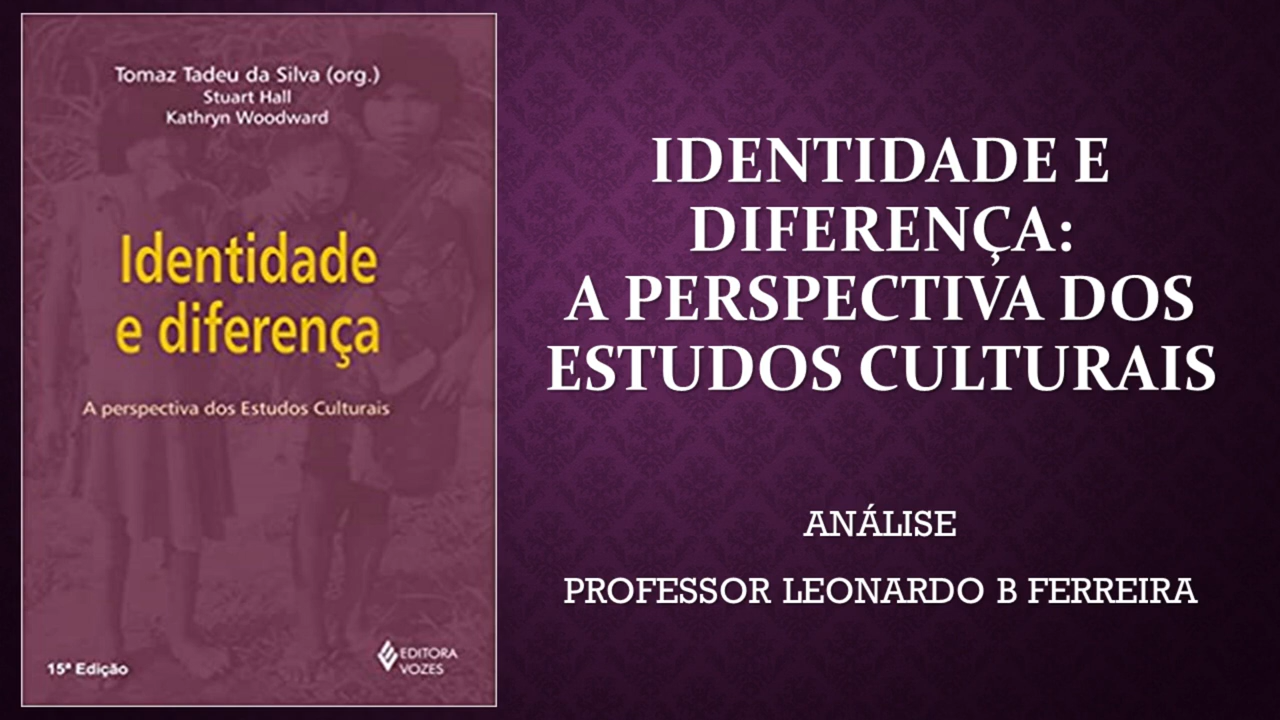 Tomaz Tadeu da Silva (org.)
Stuart Hall
Kathryn Woodward
Identidade
e diferença
A perspectiva dos Estudos Culturais
15ª Edição
EDITORA
VOZES
IDENTIDADE E
DIFERENÇA:
A PERSPECTIVA DOS
ESTUDOS CULTURAIS
ANÁLISE
PROFESSOR LEONARDO B FERREIRA